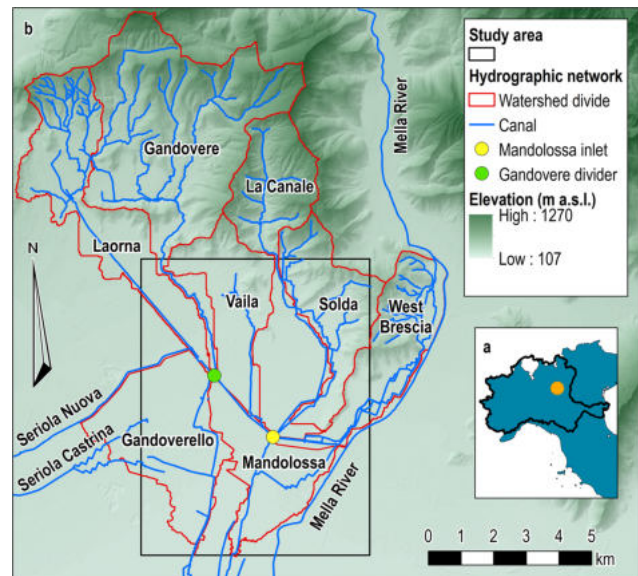 b
Study area
Hydrographic network
Watershed divide
Canal
Mandolossa inlet
Gandovere divider
Elevation (m a.s.l.)
High : 1270
Low : 107
Mella River
Gandovere
La Canale
Laorna
N
Vaila
Solda
West
Brescia
a
Seriola Nuova
Seriola Castrina
Gandoverello
Mandolossa
Mella River
0 1 2 3 4 5
km